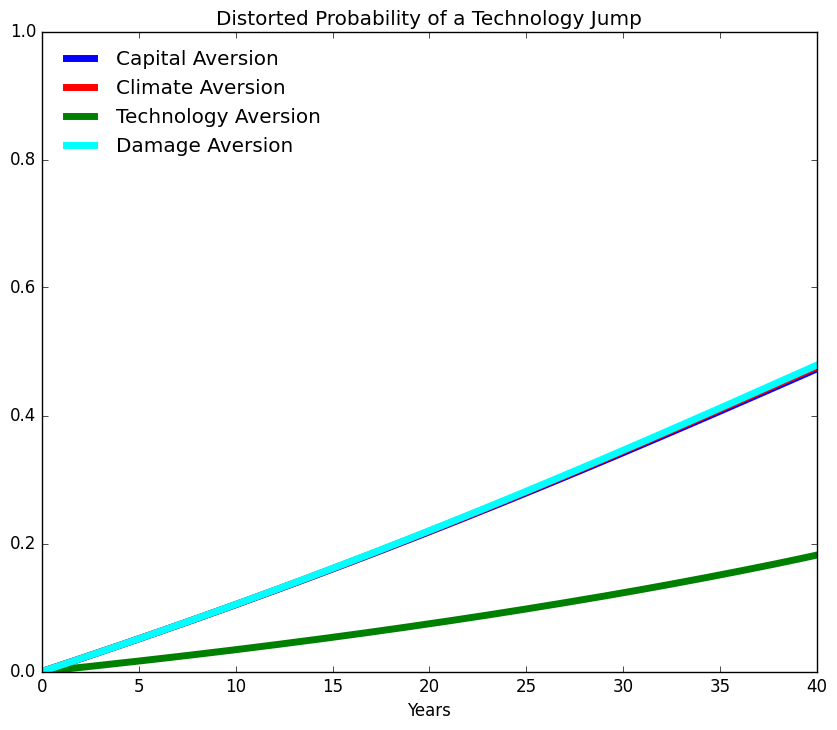 Distorted Probability of a Technology Jump
1.0
Capital Aversion
Climate Aversion
Technology Aversion
Damage Aversion
0.8
0.6
0.4
0.2
0.0
0 5 10 15 20 25 30 35 40
Years